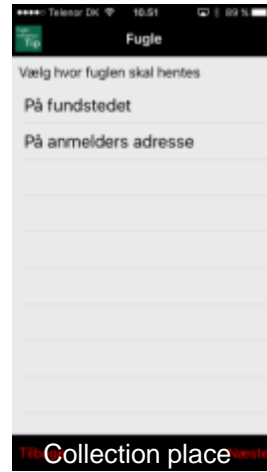 Telenor DK 10.51 89 %
Tip Fugle
Vælg hvor fuglen skal hentes
På fundstedet
På anmelders adresse
Collection place